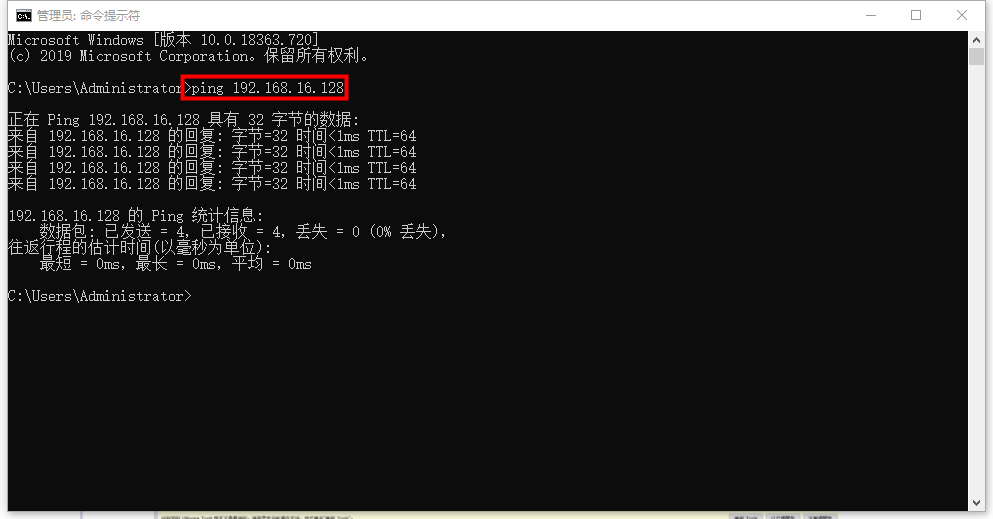 管理员: 命令提示符
Microsoft Windows [版本 10.0.18363.720]
(c) 2019 Microsoft Corporation。保留所有权利。
C:\Users\Administrator>ping 192.168.16.128
正在 Ping 192.168.16.128 具有 32 字节的数据:
来自 192.168.16.128 的回复: 字节=32 时间<1ms TTL=64
来自 192.168.16.128 的回复: 字节=32 时间<1ms TTL=64
来自 192.168.16.128 的回复: 字节=32 时间<1ms TTL=64
来自 192.168.16.128 的回复: 字节=32 时间<1ms TTL=64
192.168.16.128 的 Ping 统计信息:
数据包: 已发送 = 4，已接收 = 4，丢失 = 0 (0% 丢失)，
往返行程的估计时间(以毫秒为单位):
最短 = 0ms，最长 = 0ms，平均 = 0ms
C:\Users\Administrator>